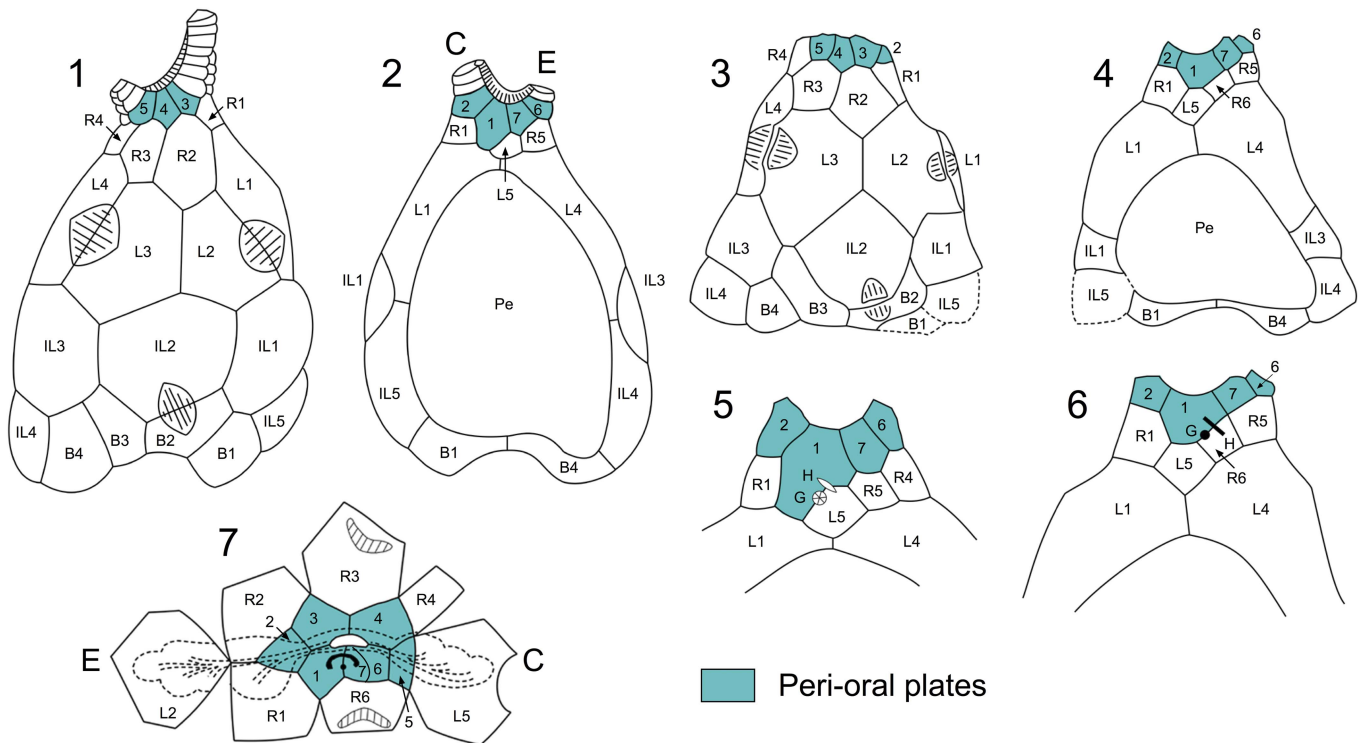 1
5
4
3
R1
R4
R3
R2
L4
L1
L3
L2
IL3
IL2
IL1
IL4
B4
B3
B2
B1
IL5
2
C
E
2
1
7
6
R1
R5
L5
L1
L4
IL1
IL3
Pe
IL5
IL4
B1
B4
3
R4
5
4
3
2
R3
R2
R1
L4
L3
L2
L1
IL3
IL2
IL1
IL4
B4
B3
B2
IL5
B1
4
6
2
1
7
R5
R1
L5
R6
L1
L4
Pe
IL1
IL3
IL5
IL4
B1
B4
5
2
1
6
7
R1
H
G
R5
R4
L5
L1
L4
6
6
2
1
7
G
H
R1
R5
L5
R6
L1
L4
7
R3
R2
R4
2
3
4
E
C
1
7
6
L2
R1
R6
5
L5
Peri-oral plates